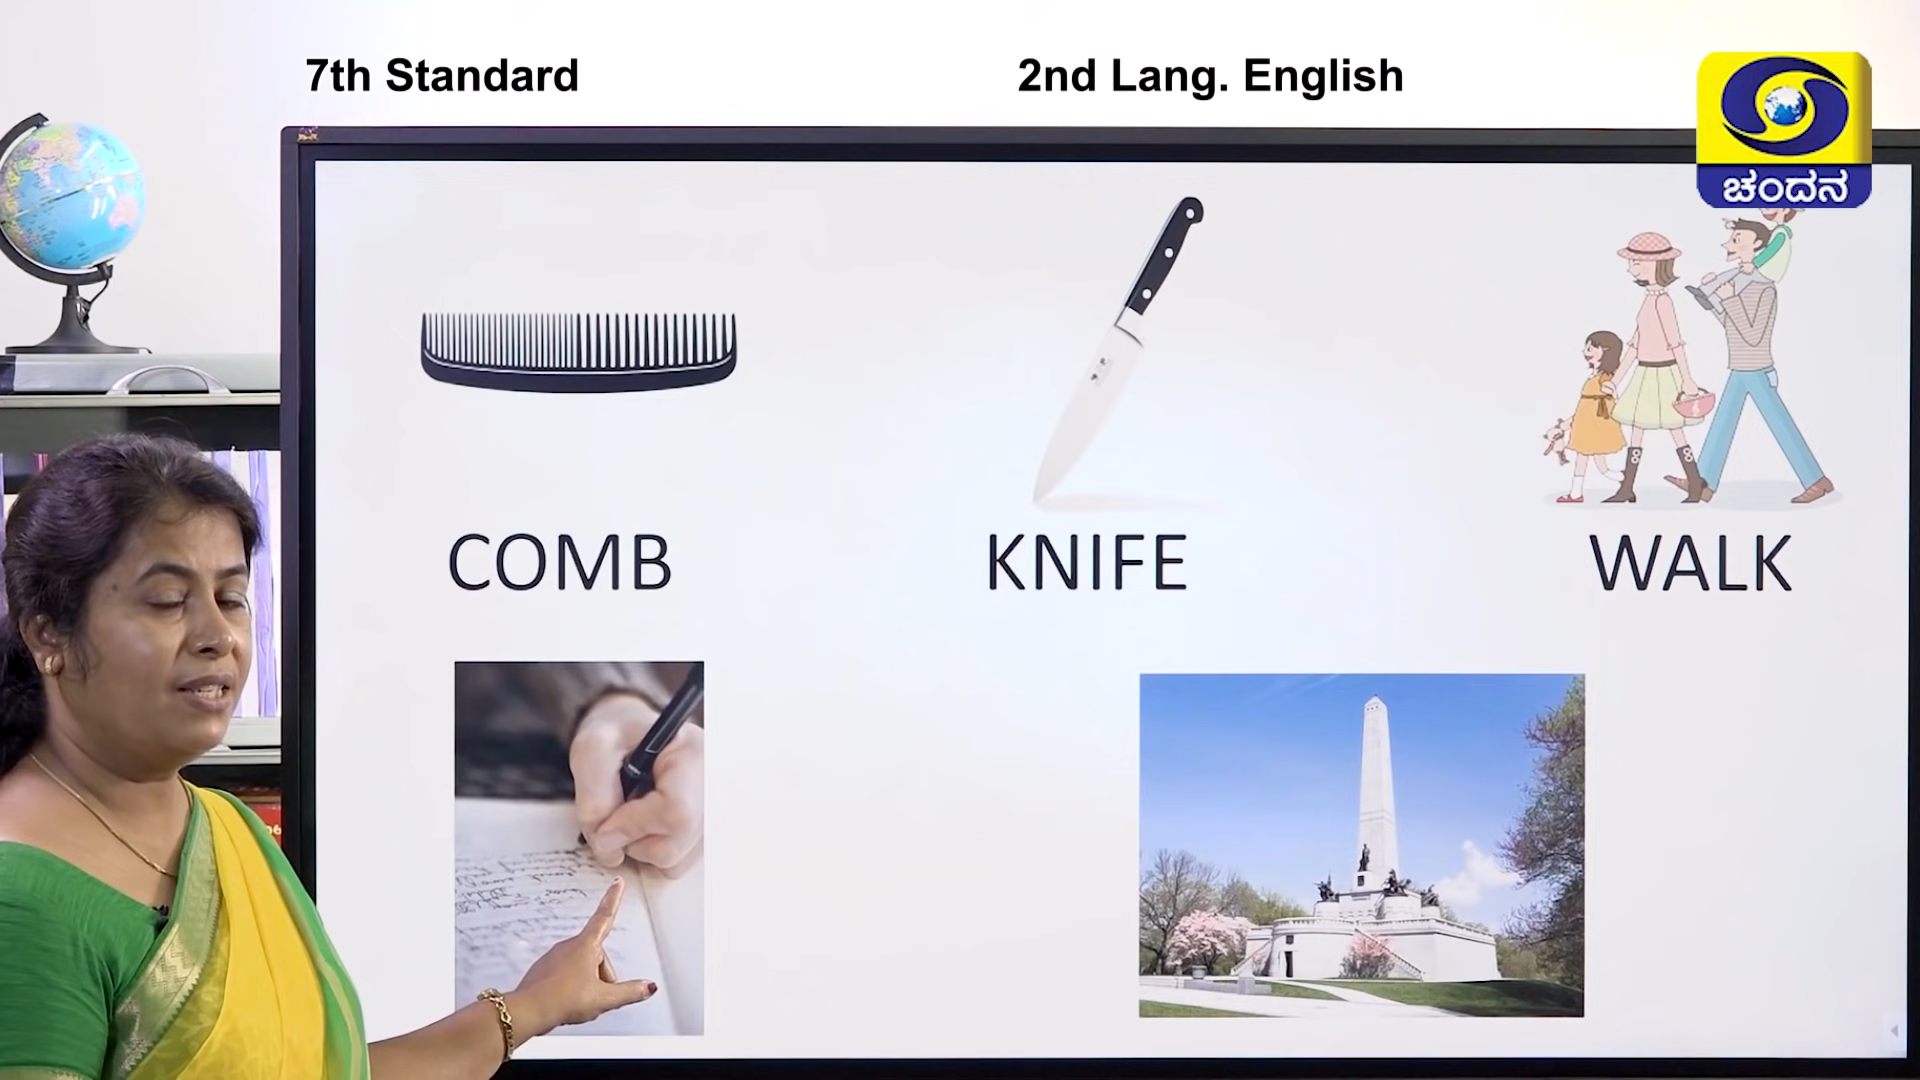 7th Standard
2nd Lang. English
ಚಂದನ
COMB
KNIFE
WALK